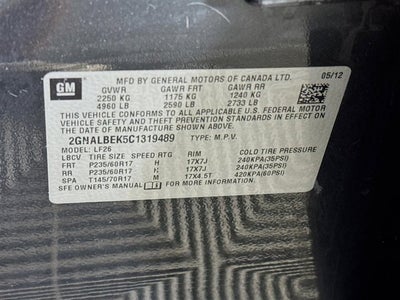 GM
MFD BY GENERAL MOTORS OF CANADA LTD. 05/12
GVWR GAWR FRT GAWR RR
2250 KG 1175 KG 1240 KG
4960 LB 2590 LB 2733 LB
THIS VEHICLE CONFORMS TO ALL APPLICABLE U.S. FEDERAL MOTOR
VEHICLE SAFETY AND THEFT PREVENTION STANDARDS IN EFFECT ON THE
DATE OF MANUFACTURE SHOWN ABOVE.
2GNALBEK5C1319489 TYPE: M.P.V.
MODEL: LF26
LBCV TIRE SIZE SPEED RTG RIM COLD TIRE PRESSURE
FRT P235/60R17 H 17X7J 240KPA(35PSI)
RR P235/60R17 H 17X7J 240KPA(35PSI)
SPA T145/70R17 M 17X4.5T 420KPA(60PSI)
SEE OWNER'S MANUAL FOR MORE INFORMATION.